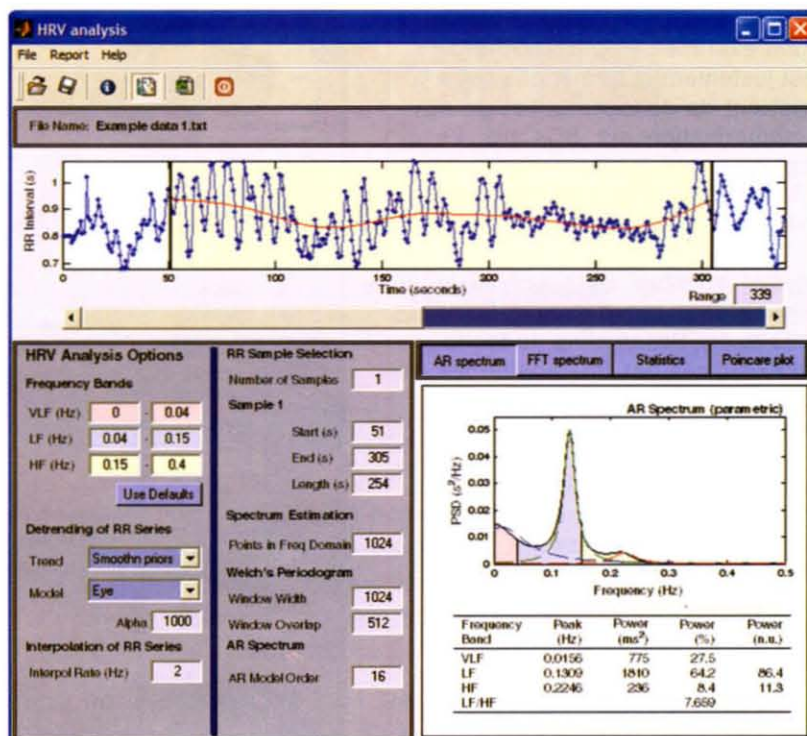 HRV analysis
File Report Help
File Name: Example data 1.txt
RR Interval (s)
1
0.9
0.8
0.7
0 50 100 150 200 250 300
Time (seconds)
Range 339
HRV Analysis Options
Frequency Bands
VLF (Hz) 0 - 0.04
LF (Hz) 0.04 - 0.15
HF (Hz) 0.15 - 0.4
Use Defaults
Detrending of RR Series
Trend Smoothn priors
Model Eye
Alpha 1000
Interpolation of RR Series
Interpol Rate (Hz) 2
RR Sample Selection
Number of Samples 1
Sample 1
Start (s) 51
End (s) 305
Length (s) 254
Spectrum Estimation
Points in Freq Domain 1024
Welch's Periodogram
Window Width 1024
Window Overlap 512
AR Spectrum
AR Model Order 16
AR spectrum FFT spectrum Statistics Poincare plot
AR Spectrum (parametric)
PSD (s²/Hz)
0.05
0.04
0.03
0.02
0.01
0
0 0.1 0.2 0.3 0.4 0.5
Frequency (Hz)
Frequency Band Peak (Hz) Power (ms²) Power (%) Power (n.u.)
VLF 0.0156 775 27.5
LF 0.1309 1810 64.2 86.4
HF 0.2246 236 8.4 11.3
LF/HF 7.659